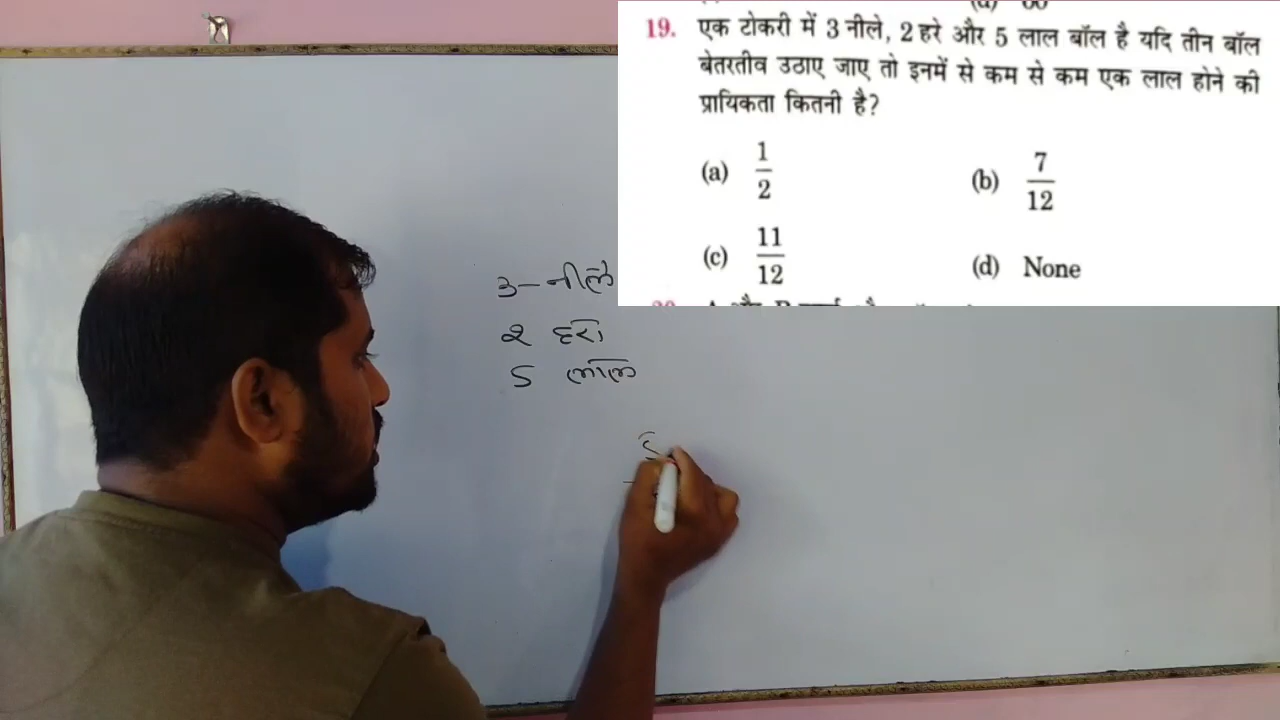 19. एक टोकरी में 3 नीले, 2 हरे और 5 लाल बॉल है यदि तीन बॉल
बेतरतीव उठाए जाए तो इनमें से कम से कम एक लाल होने की
प्रायिकता कितनी है?
(a) 1/2
(b) 7/12
(c) 11/12
(d) None
3-नीले
2 हरा
5 लाल
5